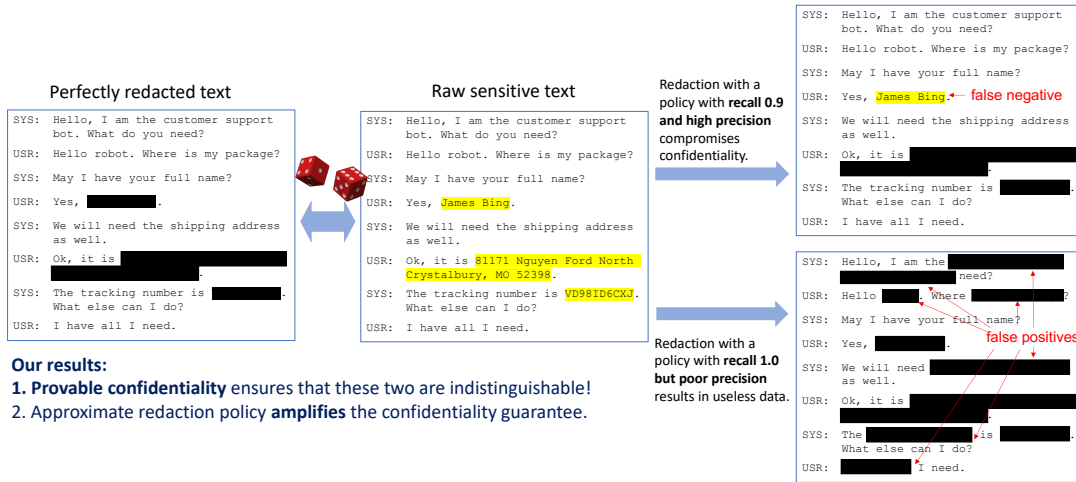 Perfectly redacted text
SYS: Hello, I am the customer support
bot. What do you need?
USR: Hello robot. Where is my package?
SYS: May I have your full name?
USR: Yes, .
SYS: We will need the shipping address
as well.
USR: Ok, it is
.
SYS: The tracking number is .
What else can I do?
USR: I have all I need.
Raw sensitive text
SYS: Hello, I am the customer support
bot. What do you need?
USR: Hello robot. Where is my package?
SYS: May I have your full name?
USR: Yes, James Bing.
SYS: We will need the shipping address
as well.
USR: Ok, it is 81171 Nguyen Ford North
Crystalbury, MO 52398.
SYS: The tracking number is VD98ID6CXJ.
What else can I do?
USR: I have all I need.
Our results:
1. Provable confidentiality ensures that these two are indistinguishable!
2. Approximate redaction policy amplifies the confidentiality guarantee.
Redaction with a
policy with recall 0.9
and high precision
compromises
confidentiality.
SYS: Hello, I am the customer support
bot. What do you need?
USR: Hello robot. Where is my package?
SYS: May I have your full name?
USR: Yes, James Bing. false negative
SYS: We will need the shipping address
as well.
USR: Ok, it is
.
SYS: The tracking number is .
What else can I do?
USR: I have all I need.
Redaction with a
policy with recall 1.0
but poor precision
results in useless data.
SYS: Hello, I am the
need?
USR: Hello . Where ?
SYS: May I have your full name?
false positives
USR: Yes, .
SYS: We will need
as well.
USR: Ok, it is
.
SYS: The is .
What else can I do?
USR: I need.